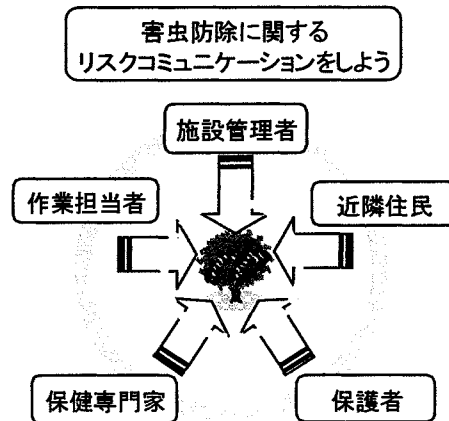 害虫防除に関する
リスクコミュニケーションをしよう
施設管理者
作業担当者
近隣住民
保健専門家
保護者